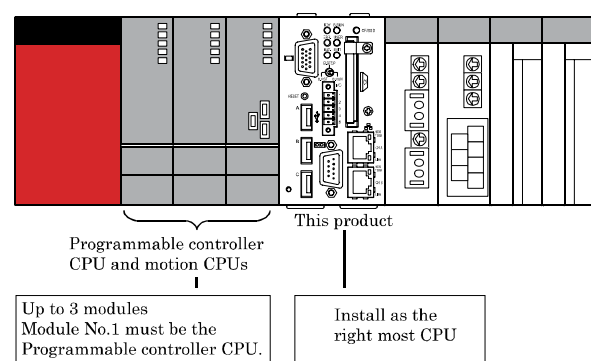 RESET
A
B
C
This product
Programmable controller
CPU and motion CPUs
Up to 3 modules
Module No.1 must be the
Programmable controller CPU.
Install as the
right most CPU